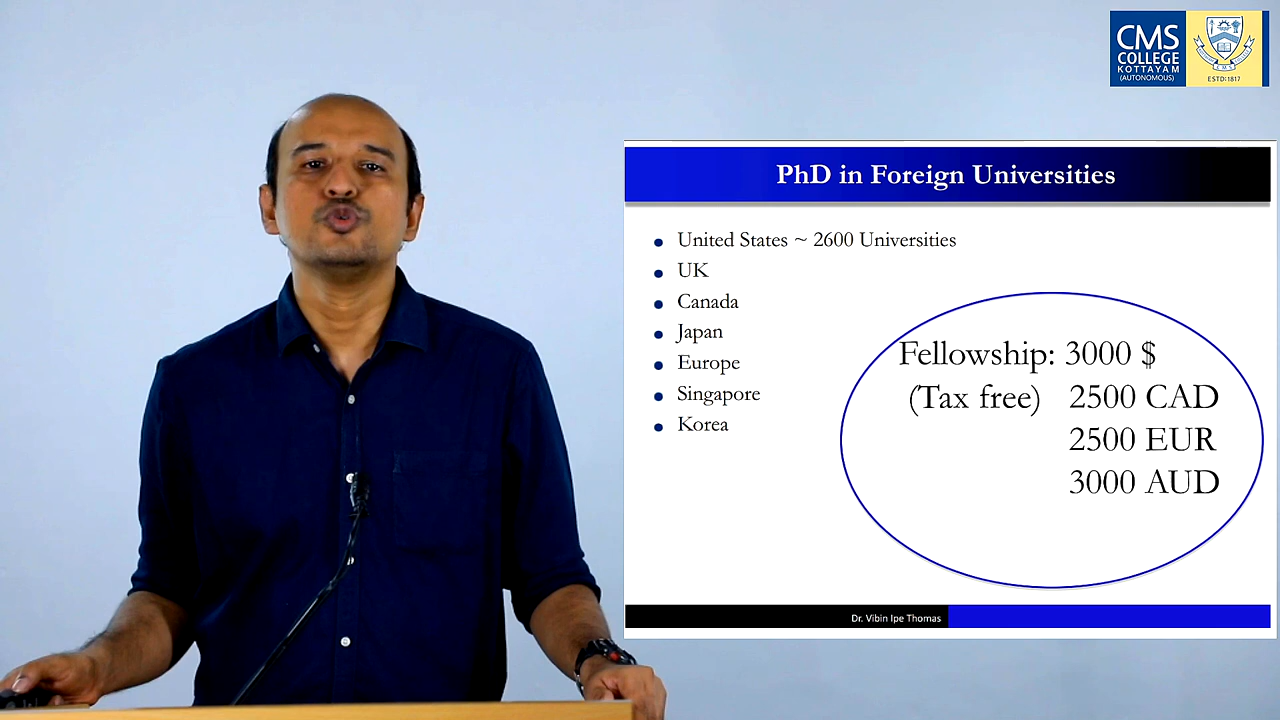 CMS
COLLEGE
KOTTAYAM
(AUTONOMOUS)
ESTD:1817
PhD in Foreign Universities
United States ~ 2600 Universities
UK
Canada
Japan
Europe
Singapore
Korea
Fellowship: 3000 $
(Tax free) 2500 CAD
2500 EUR
3000 AUD
Dr. Vibin Ipe Thomas